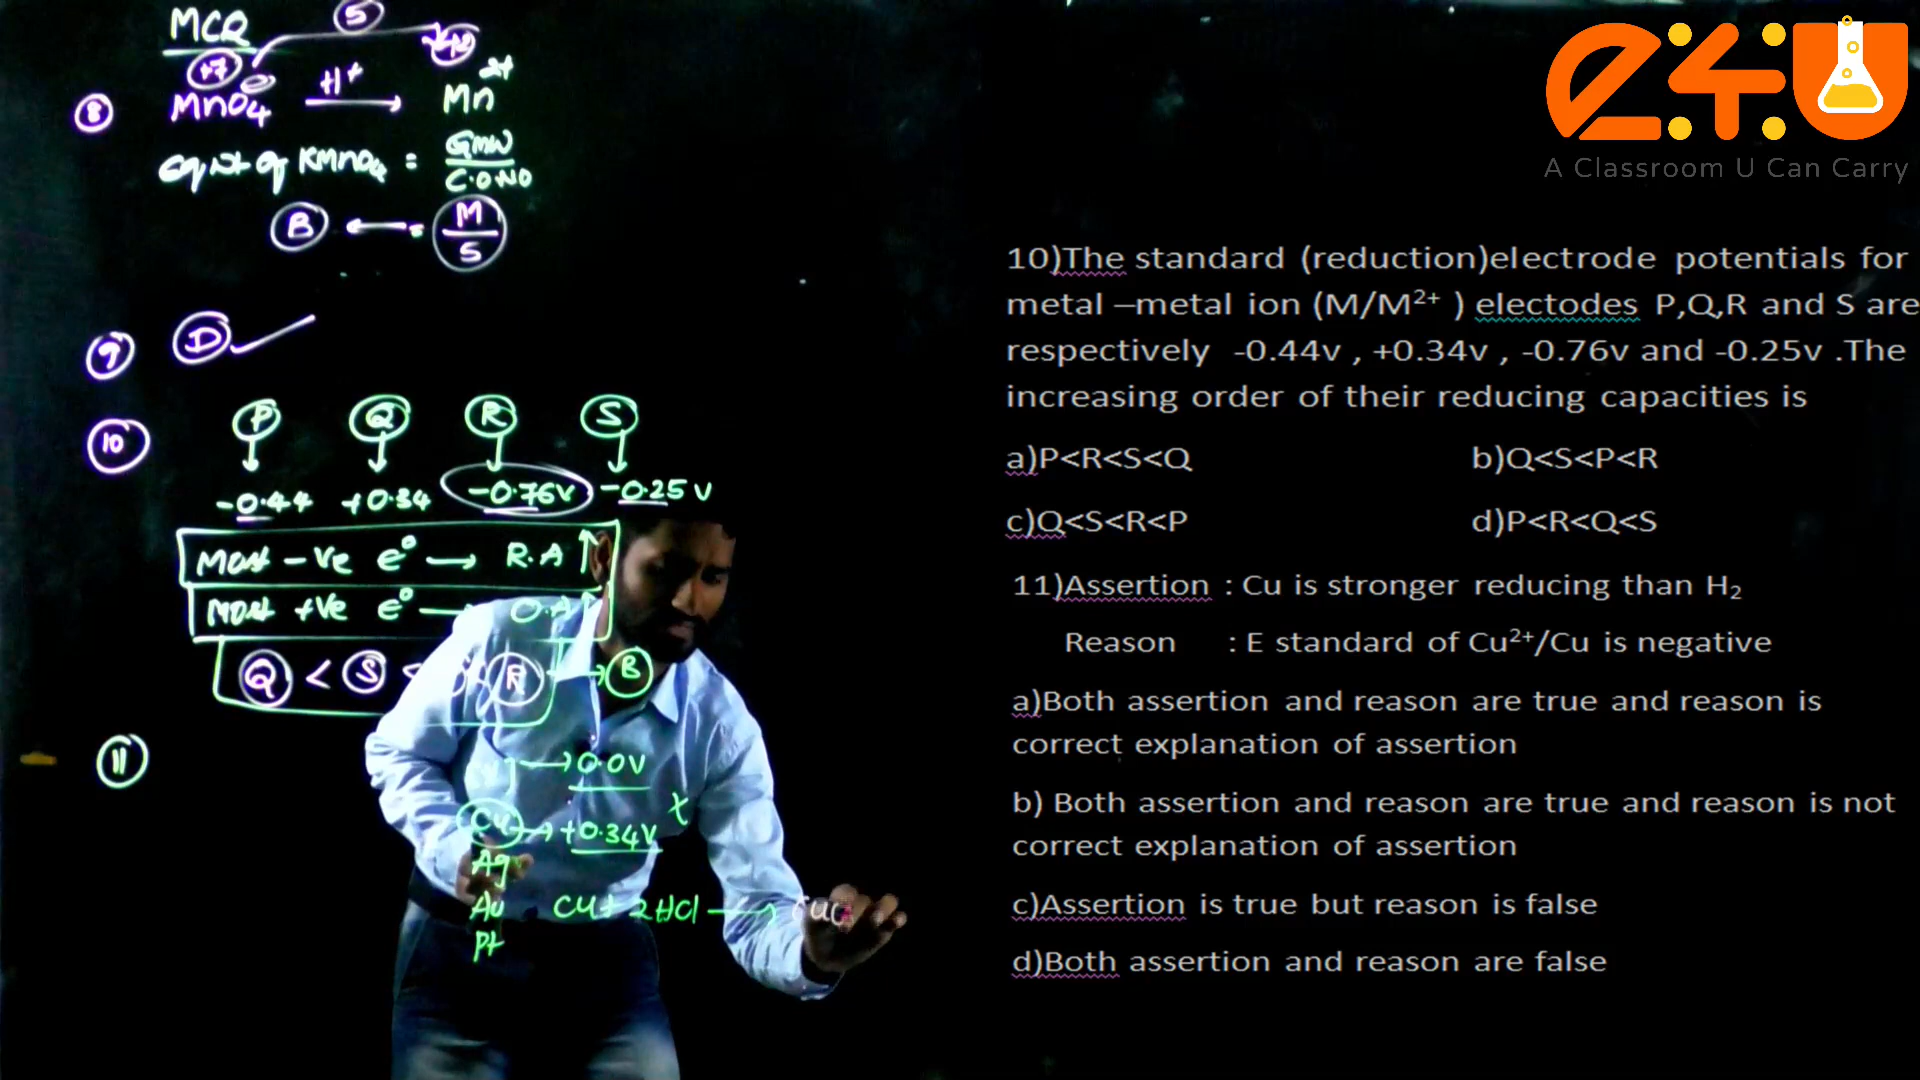 MCQ
5
+7
+2
8
MnO4 H+ → Mn2+
Eq.wt of KMnO4 = GMW
C.O.NO
B ← = M
5
9
D
10
P Q R S
-0.44 +0.34 -0.76V -0.25V
Most -Ve e° → R.A ↑
Most +Ve e° → O.A ↑
Q < S < R → B
11
→ 0.0V
Cu → +0.34V x
Ag
Au
Pt
Cu + 2HCl → CuC
e4U
A Classroom U Can Carry
10)The standard (reduction)electrode potentials for
metal –metal ion (M/M2+ ) electodes P,Q,R and S are
respectively -0.44v , +0.34v , -0.76v and -0.25v .The
increasing order of their reducing capacities is
a)P<R<S<Q b)Q<S<P<R
c)Q<S<R<P d)P<R<Q<S
11)Assertion : Cu is stronger reducing than H2
Reason : E standard of Cu2+/Cu is negative
a)Both assertion and reason are true and reason is
correct explanation of assertion
b) Both assertion and reason are true and reason is not
correct explanation of assertion
c)Assertion is true but reason is false
d)Both assertion and reason are false